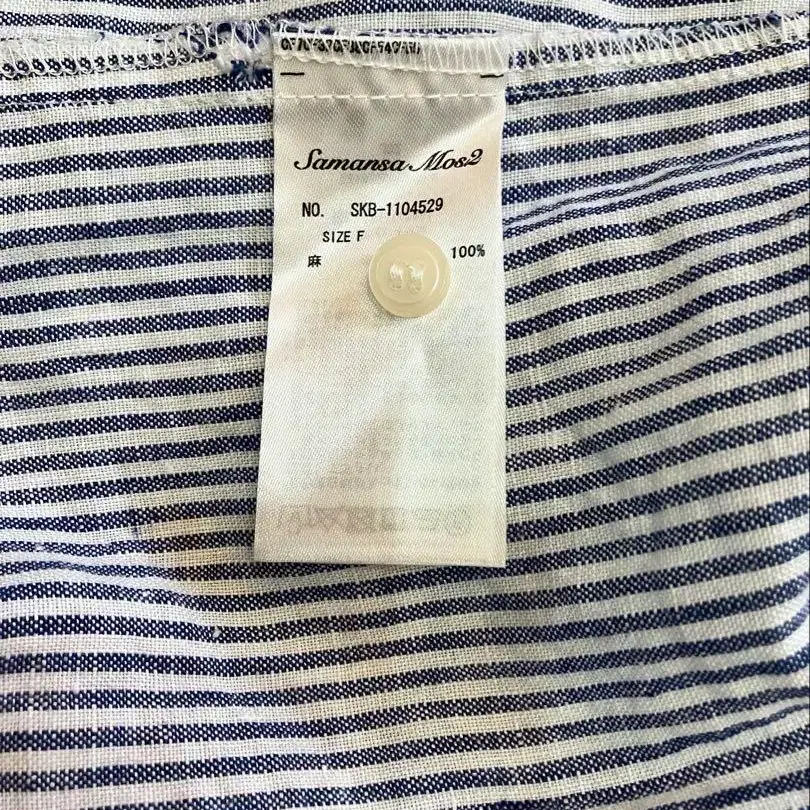 Samansa Mos2
NO. SKB-1104529
SIZE F
麻 100%